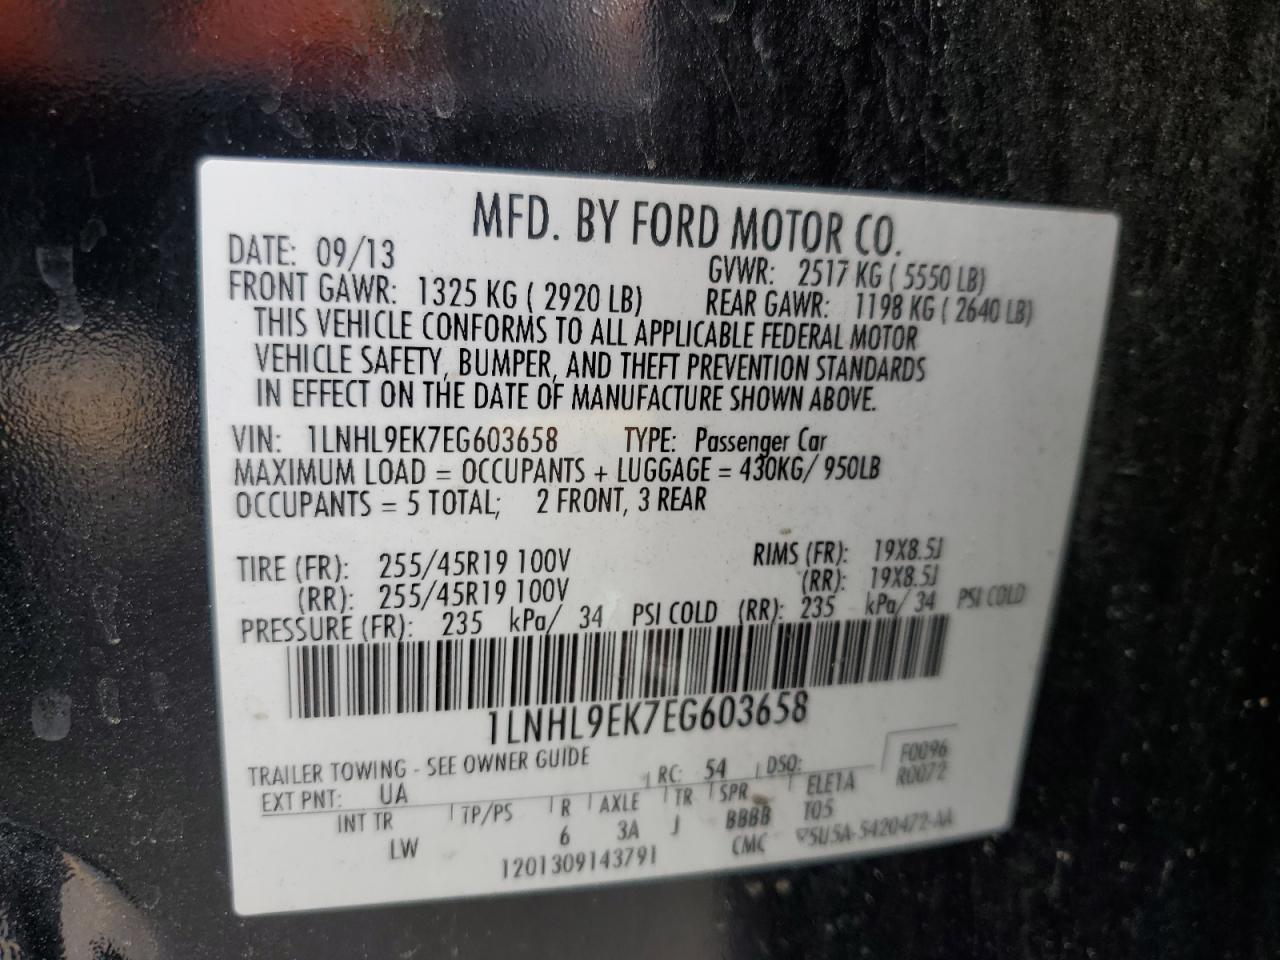 MFD. BY FORD MOTOR CO.
DATE: 09/13 GVWR: 2517 KG ( 5550 LB)
FRONT GAWR: 1325 KG ( 2920 LB) REAR GAWR: 1198 KG ( 2640 LB)
THIS VEHICLE CONFORMS TO ALL APPLICABLE FEDERAL MOTOR
VEHICLE SAFETY, BUMPER, AND THEFT PREVENTION STANDARDS
IN EFFECT ON THE DATE OF MANUFACTURE SHOWN ABOVE.
VIN: 1LNHL9EK7EG603658 TYPE: Passenger Car
MAXIMUM LOAD = OCCUPANTS + LUGGAGE = 430KG/ 950LB
OCCUPANTS = 5 TOTAL; 2 FRONT, 3 REAR
TIRE (FR): 255/45R19 100V RIMS (FR): 19X8.5J
(RR): 255/45R19 100V (RR): 19X8.5J
PRESSURE (FR): 235 kPa/ 34 PSI COLD (RR): 235 kPa/ 34 PSI COLD
1LNHL9EK7EG603658
TRAILER TOWING - SEE OWNER GUIDE
EXT PNT: UA RC: 54 DSO: F0096
R0072
INT TR TP/PS R AXLE TR SPR ELE1A
LW 6 3A J BBBB T05
1201309143791 CMC 5U5A-5420472-AA